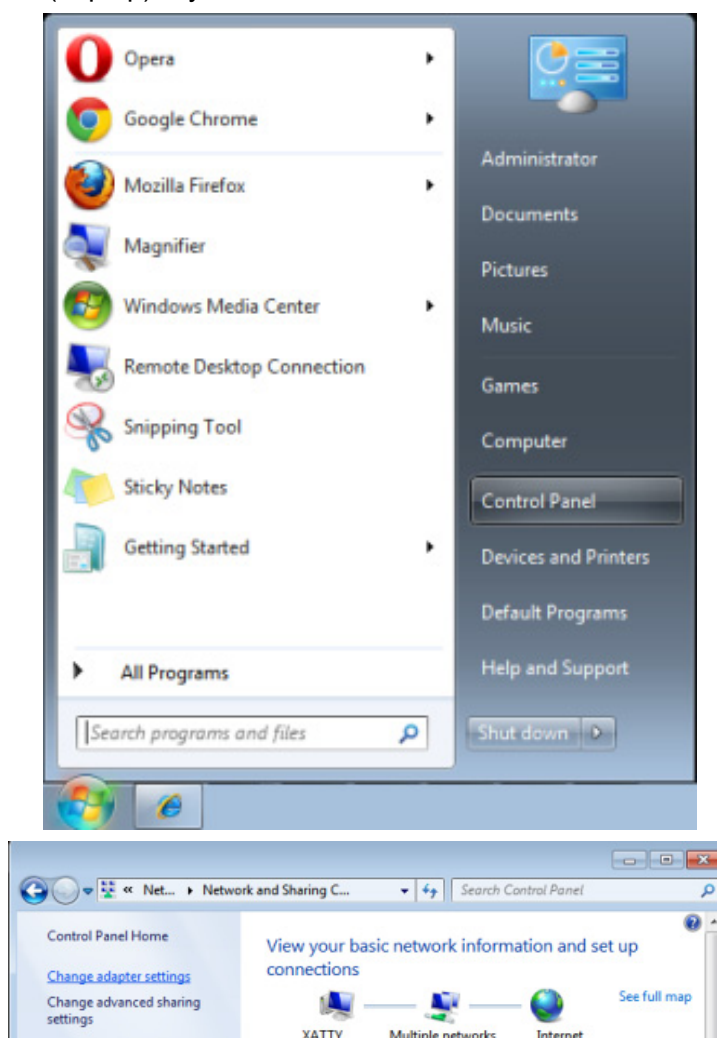 Opera
Google Chrome
Mozilla Firefox
Magnifier
Windows Media Center
Remote Desktop Connection
Snipping Tool
Sticky Notes
Getting Started
All Programs
Search programs and files
Administrator
Documents
Pictures
Music
Games
Computer
Control Panel
Devices and Printers
Default Programs
Help and Support
Shut down
« Net... Network and Sharing C...
Search Control Panel
Control Panel Home
Change adapter settings
Change advanced sharing
settings
View your basic network information and set up
connections
See full map
XATTY Multiple networks Internet